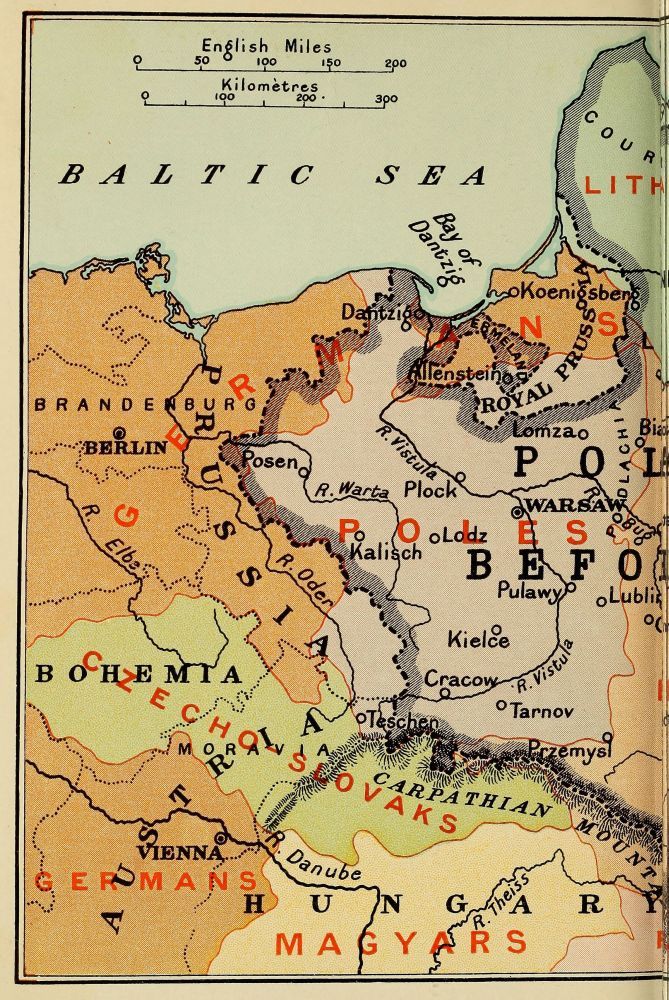 English Miles
0 50 100 150 200
Kilomètres
0 100 200 300
COUR
LITH
BALTIC SEA
Bay of
Dantzig
Koenigsberg
Dantzig
ERMELAND
Allenstein
ROYAL PRUSSIA
GERMANS
BRANDENBURG
BERLIN
PRUSSIA
Lomza
Bia
PODLACHIA
POL
Posen
R. Vistula
R. Warta
Plock
WARSAW
R. Bug
R. Elbe
POLES
Kalisch
Lodz
BEFO
R. Oder
Pulawy
Lublin
Kielce
R. Vistula
BOHEMIA
Cracow
Tarnov
Teschen
CZECHO-SLOVAKS
MORAVIA
Przemysl
CARPATHIAN MOUNTA
AUSTRIA
VIENNA
R. Danube
GERMANS
HUNGARY
R. Theiss
MAGYARS